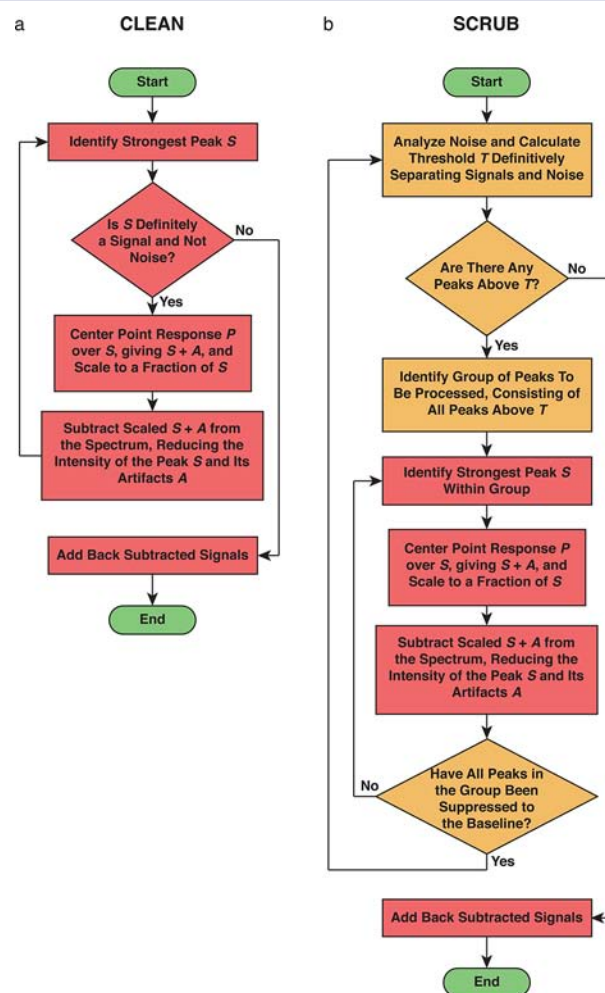 a
CLEAN
Start
Identify Strongest Peak S
Is S Definitely
a Signal and Not
Noise?
No
Yes
Center Point Response P
over S, giving S + A, and
Scale to a Fraction of S
Subtract Scaled S + A from
the Spectrum, Reducing the
Intensity of the Peak S and Its
Artifacts A
Add Back Subtracted Signals
End
b
SCRUB
Start
Analyze Noise and Calculate
Threshold T Definitively
Separating Signals and Noise
Are There Any
Peaks Above T?
No
Yes
Identify Group of Peaks To
Be Processed, Consisting of
All Peaks Above T
Identify Strongest Peak S
Within Group
Center Point Response P
over S, giving S + A, and
Scale to a Fraction of S
Subtract Scaled S + A from
the Spectrum, Reducing the
Intensity of the Peak S and Its
Artifacts A
Have All Peaks in
the Group Been
Suppressed to
the Baseline?
No
Yes
Add Back Subtracted Signals
End